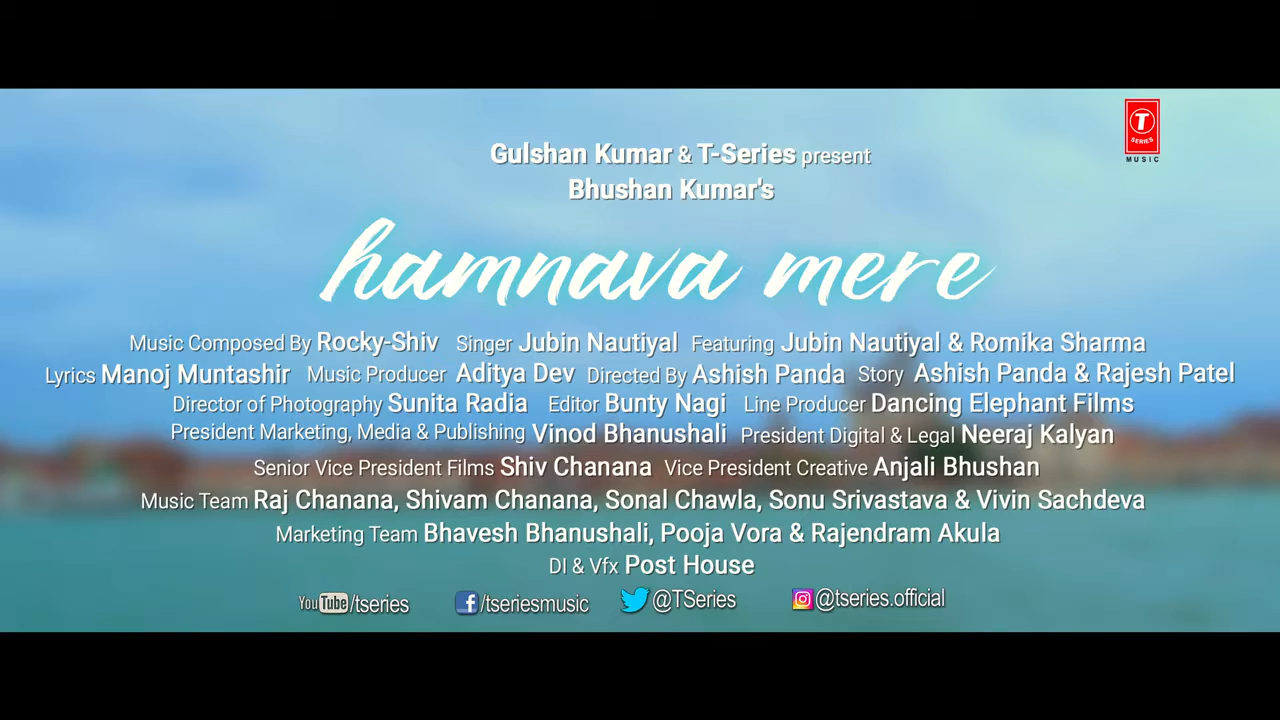 T
SERIES
MUSIC
Gulshan Kumar & T-Series present
Bhushan Kumar's
hamnava mere
Music Composed By Rocky-Shiv Singer Jubin Nautiyal Featuring Jubin Nautiyal & Romika Sharma
Lyrics Manoj Muntashir Music Producer Aditya Dev Directed By Ashish Panda Story Ashish Panda & Rajesh Patel
Director of Photography Sunita Radia Editor Bunty Nagi Line Producer Dancing Elephant Films
President Marketing, Media & Publishing Vinod Bhanushali President Digital & Legal Neeraj Kalyan
Senior Vice President Films Shiv Chanana Vice President Creative Anjali Bhushan
Music Team Raj Chanana, Shivam Chanana, Sonal Chawla, Sonu Srivastava & Vivin Sachdeva
Marketing Team Bhavesh Bhanushali, Pooja Vora & Rajendram Akula
DI & Vfx Post House
YouTube/tseries f/tseriesmusic @TSeries @tseries.official